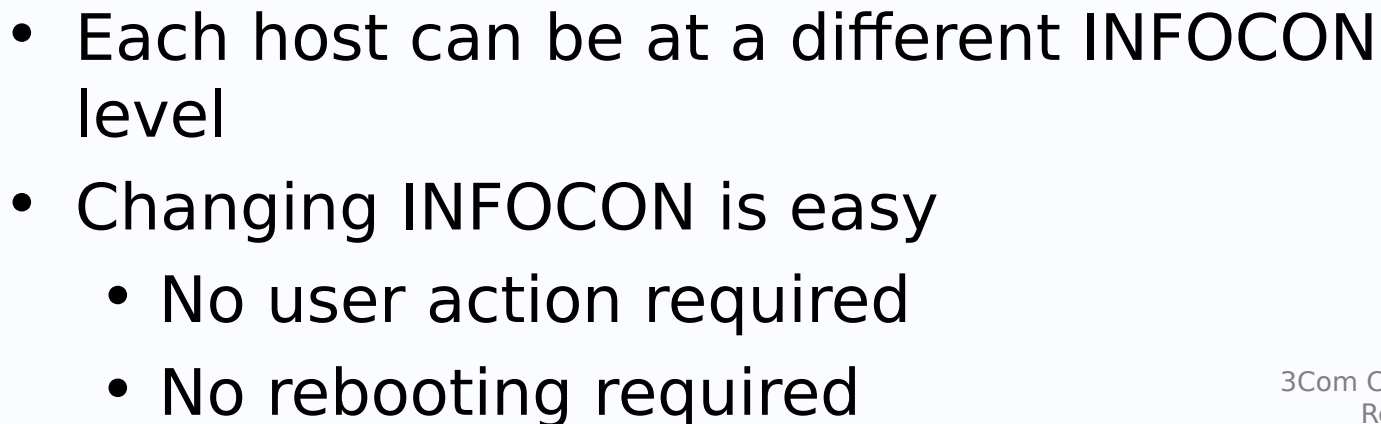 • Each host can be at a different INFOCON
level
• Changing INFOCON is easy
• No user action required
• No rebooting required
3Com